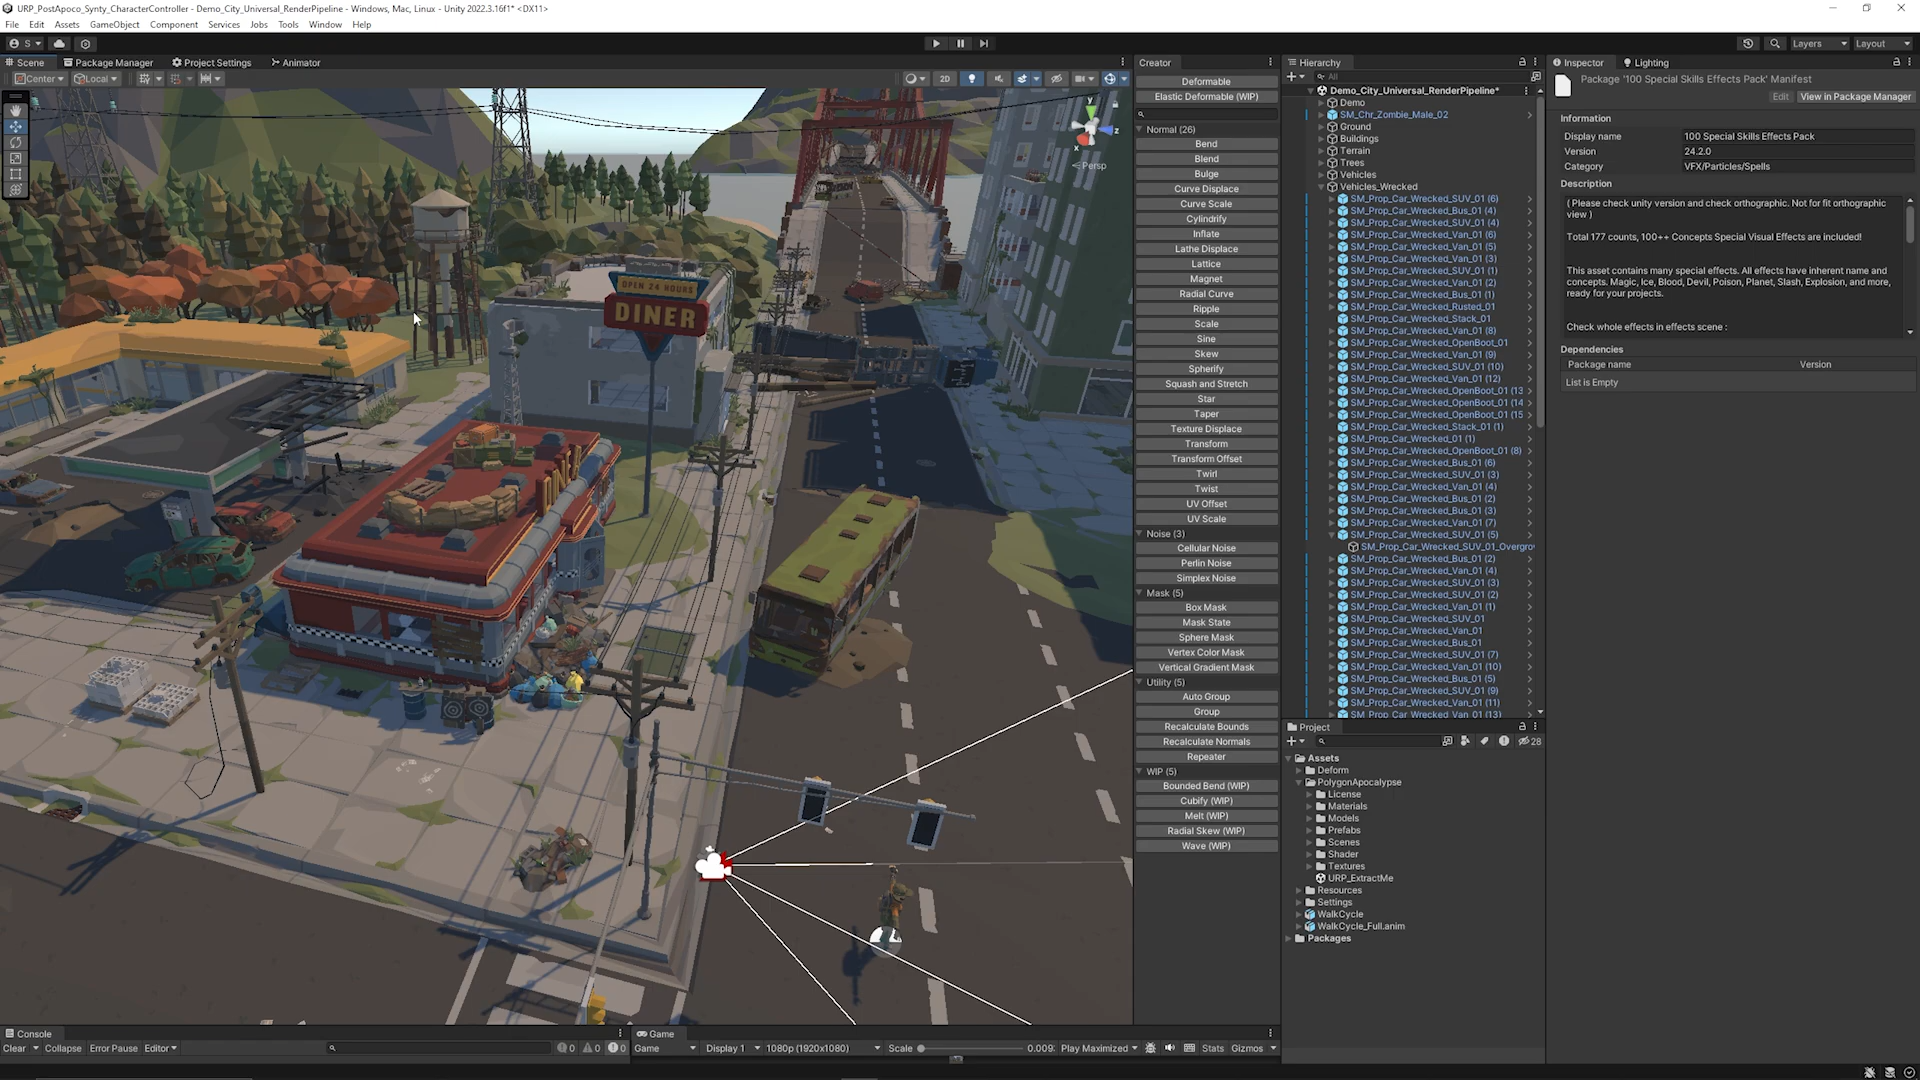 URP_PostApoco_Synty_CharacterController - Demo_City_Universal_RenderPipeline - Windows, Mac, Linux - Unity 2022.3.16f1* <DX11>
File Edit Assets GameObject Component Services Jobs Tools Window Help
S Layers Layout
Scene Package Manager Project Settings Animator
Center Local 2D
y
z
x
Persp
OPEN 24 HOURS
DINER
Creator
Deformable
Elastic Deformable (WIP)
Normal (26)
Bend
Blend
Bulge
Curve Displace
Curve Scale
Cylindrify
Inflate
Lathe Displace
Lattice
Magnet
Radial Curve
Ripple
Scale
Sine
Skew
Spherify
Squash and Stretch
Star
Taper
Texture Displace
Transform
Transform Offset
Twirl
Twist
UV Offset
UV Scale
Noise (3)
Cellular Noise
Perlin Noise
Simplex Noise
Mask (5)
Box Mask
Mask State
Sphere Mask
Vertex Color Mask
Vertical Gradient Mask
Utility (5)
Auto Group
Group
Recalculate Bounds
Recalculate Normals
Repeater
WIP (5)
Bounded Bend (WIP)
Cubify (WIP)
Melt (WIP)
Radial Skew (WIP)
Wave (WIP)
Hierarchy
All
Demo_City_Universal_RenderPipeline*
Demo
SM_Chr_Zombie_Male_02
Ground
Buildings
Terrain
Trees
Vehicles
Vehicles_Wrecked
SM_Prop_Car_Wrecked_SUV_01 (6)
SM_Prop_Car_Wrecked_Bus_01 (4)
SM_Prop_Car_Wrecked_SUV_01 (4)
SM_Prop_Car_Wrecked_Van_01 (6)
SM_Prop_Car_Wrecked_Van_01 (5)
SM_Prop_Car_Wrecked_Van_01 (3)
SM_Prop_Car_Wrecked_SUV_01 (1)
SM_Prop_Car_Wrecked_Van_01 (2)
SM_Prop_Car_Wrecked_Bus_01 (1)
SM_Prop_Car_Wrecked_Rusted_01
SM_Prop_Car_Wrecked_Stack_01
SM_Prop_Car_Wrecked_Van_01 (8)
SM_Prop_Car_Wrecked_OpenBoot_01
SM_Prop_Car_Wrecked_Van_01 (9)
SM_Prop_Car_Wrecked_SUV_01 (10)
SM_Prop_Car_Wrecked_Van_01 (12)
SM_Prop_Car_Wrecked_OpenBoot_01 (13
SM_Prop_Car_Wrecked_OpenBoot_01 (14
SM_Prop_Car_Wrecked_OpenBoot_01 (15
SM_Prop_Car_Wrecked_Stack_01 (1)
SM_Prop_Car_Wrecked_01 (1)
SM_Prop_Car_Wrecked_OpenBoot_01 (8)
SM_Prop_Car_Wrecked_Bus_01 (6)
SM_Prop_Car_Wrecked_SUV_01 (3)
SM_Prop_Car_Wrecked_Van_01 (4)
SM_Prop_Car_Wrecked_Bus_01 (2)
SM_Prop_Car_Wrecked_Bus_01 (3)
SM_Prop_Car_Wrecked_Van_01 (7)
SM_Prop_Car_Wrecked_SUV_01 (5)
SM_Prop_Car_Wrecked_SUV_01_Overgro
SM_Prop_Car_Wrecked_Bus_01 (2)
SM_Prop_Car_Wrecked_Van_01 (4)
SM_Prop_Car_Wrecked_SUV_01 (3)
SM_Prop_Car_Wrecked_SUV_01 (2)
SM_Prop_Car_Wrecked_Van_01 (1)
SM_Prop_Car_Wrecked_SUV_01
SM_Prop_Car_Wrecked_Van_01
SM_Prop_Car_Wrecked_Bus_01
SM_Prop_Car_Wrecked_SUV_01 (7)
SM_Prop_Car_Wrecked_Van_01 (10)
SM_Prop_Car_Wrecked_Bus_01 (5)
SM_Prop_Car_Wrecked_SUV_01 (9)
SM_Prop_Car_Wrecked_Van_01 (11)
SM_Prop_Car_Wrecked_Van_01 (13)
Project
28
Assets
Deform
PolygonApocalypse
License
Materials
Models
Prefabs
Scenes
Shader
Textures
URP_ExtractMe
Resources
Settings
WalkCycle
WalkCycle_Full.anim
Packages
Inspector Lighting
Package '100 Special Skills Effects Pack' Manifest
Edit View in Package Manager
Information
Display name 100 Special Skills Effects Pack
Version 24.2.0
Category VFX/Particles/Spells
Description
( Please check unity version and check orthographic. Not for fit orthographic
view )
Total 177 counts, 100++ Concepts Special Visual Effects are included!
This asset contains many special effects. All effects have inherent name and
concepts. Magic, Ice, Blood, Devil, Poison, Planet, Slash, Explosion, and more,
ready for your projects.
Check whole effects in effects scene :
Dependencies
Package name Version
List is Empty
Console
Clear Collapse Error Pause Editor 0 0 0
Game
Game Display 1 1080p (1920x1080) Scale 0.009 Play Maximized Stats Gizmos